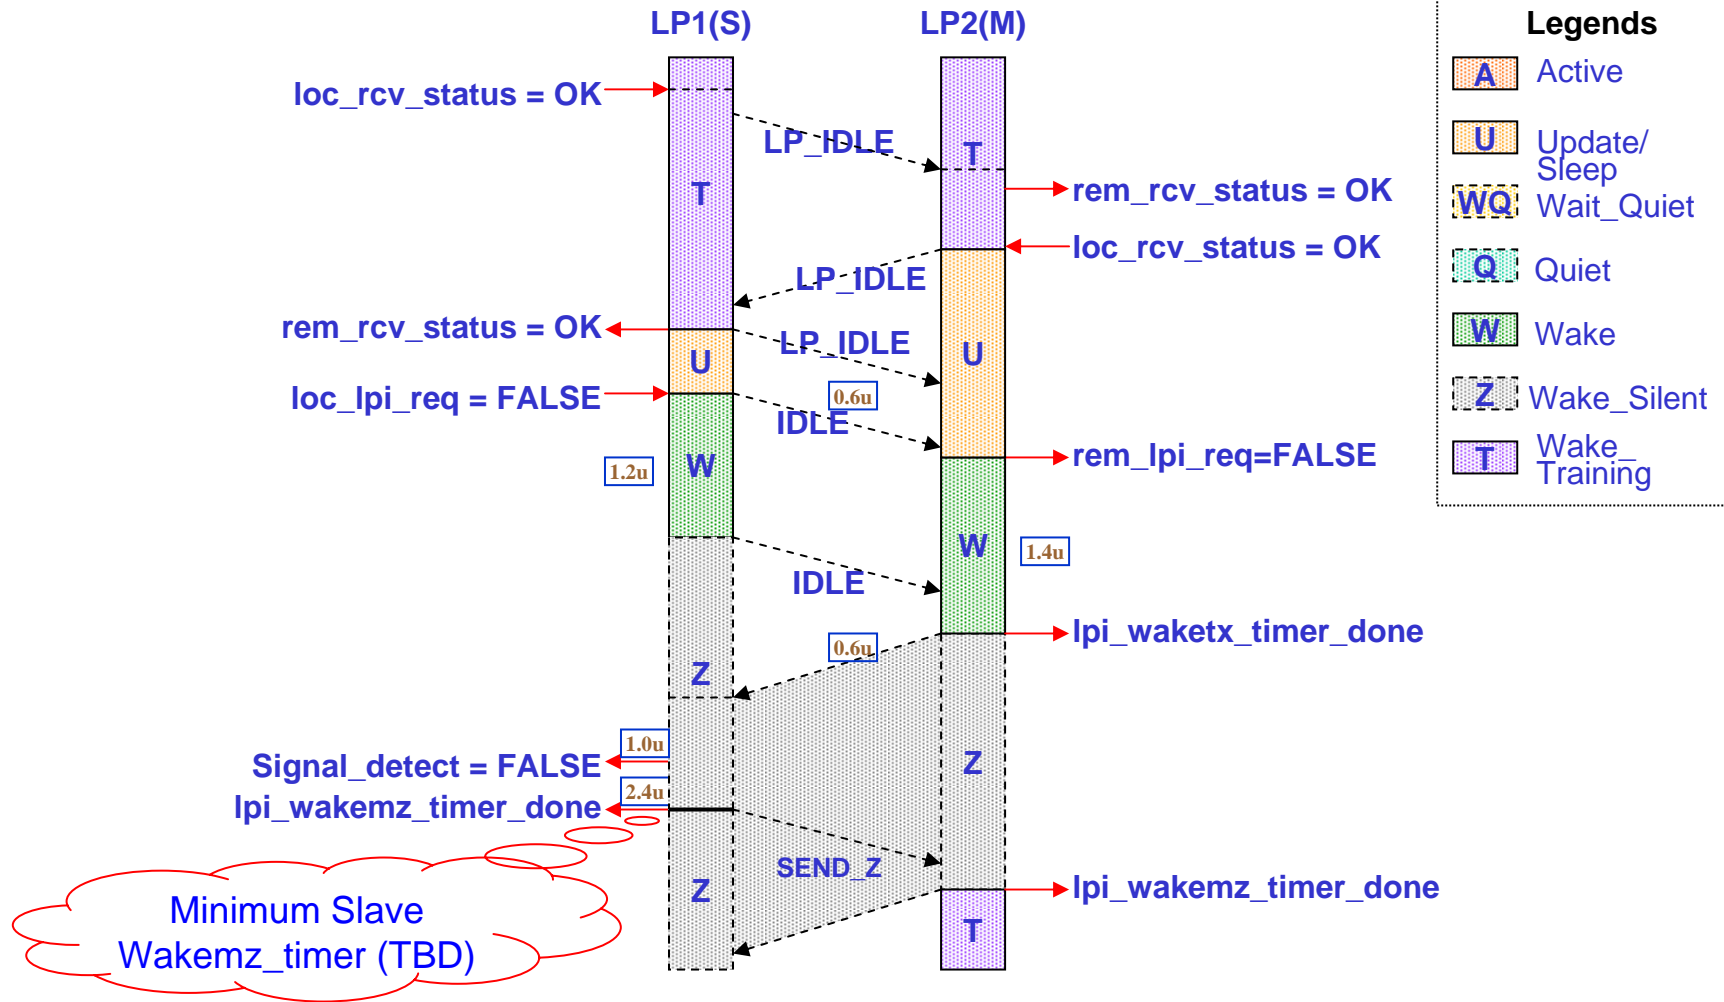 LP1(S)
LP2(M)
Legends
loc_rcv_status = OK
T
LP_IDLE
T
rem_rcv_status = OK
loc_rcv_status = OK
LP_IDLE
rem_rcv_status = OK
U
LP_IDLE
U
loc_lpi_req = FALSE
0.6u
IDLE
1.2u
W
rem_lpi_req=FALSE
W
1.4u
IDLE
lpi_waketx_timer_done
0.6u
Z
1.0u
Signal_detect = FALSE
Z
2.4u
lpi_wakemz_timer_done
SEND_Z
Z
lpi_wakemz_timer_done
T
Minimum Slave
Wakemz_timer (TBD)
A Active
U Update/
Sleep
WQ Wait_Quiet
Q Quiet
W Wake
Z Wake_Silent
T Wake_
Training